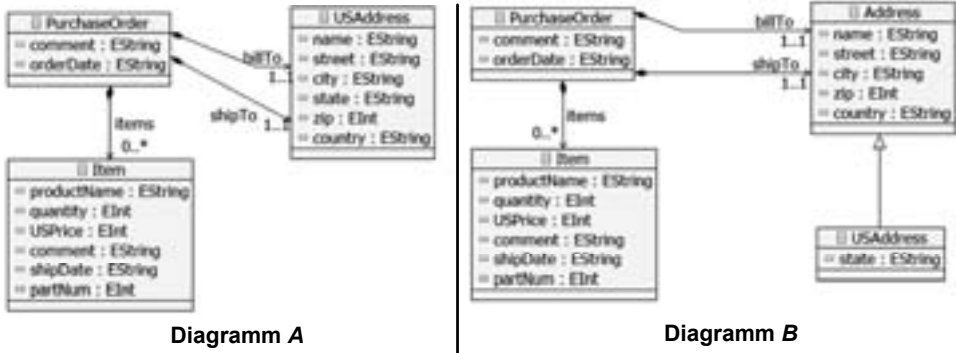 PurchaseOrder
comment : EString
orderDate : EString
USAddress
name : EString
street : EString
city : EString
state : EString
zip : EInt
country : EString
billTo
1..1
shipTo
1..1
items
0..*
Item
productName : EString
quantity : EInt
USPrice : EInt
comment : EString
shipDate : EString
partNum : EInt
Diagramm A
PurchaseOrder
comment : EString
orderDate : EString
Address
name : EString
street : EString
city : EString
zip : EInt
country : EString
billTo
1..1
shipTo
1..1
items
0..*
Item
productName : EString
quantity : EInt
USPrice : EInt
comment : EString
shipDate : EString
partNum : EInt
USAddress
state : EString
Diagramm B